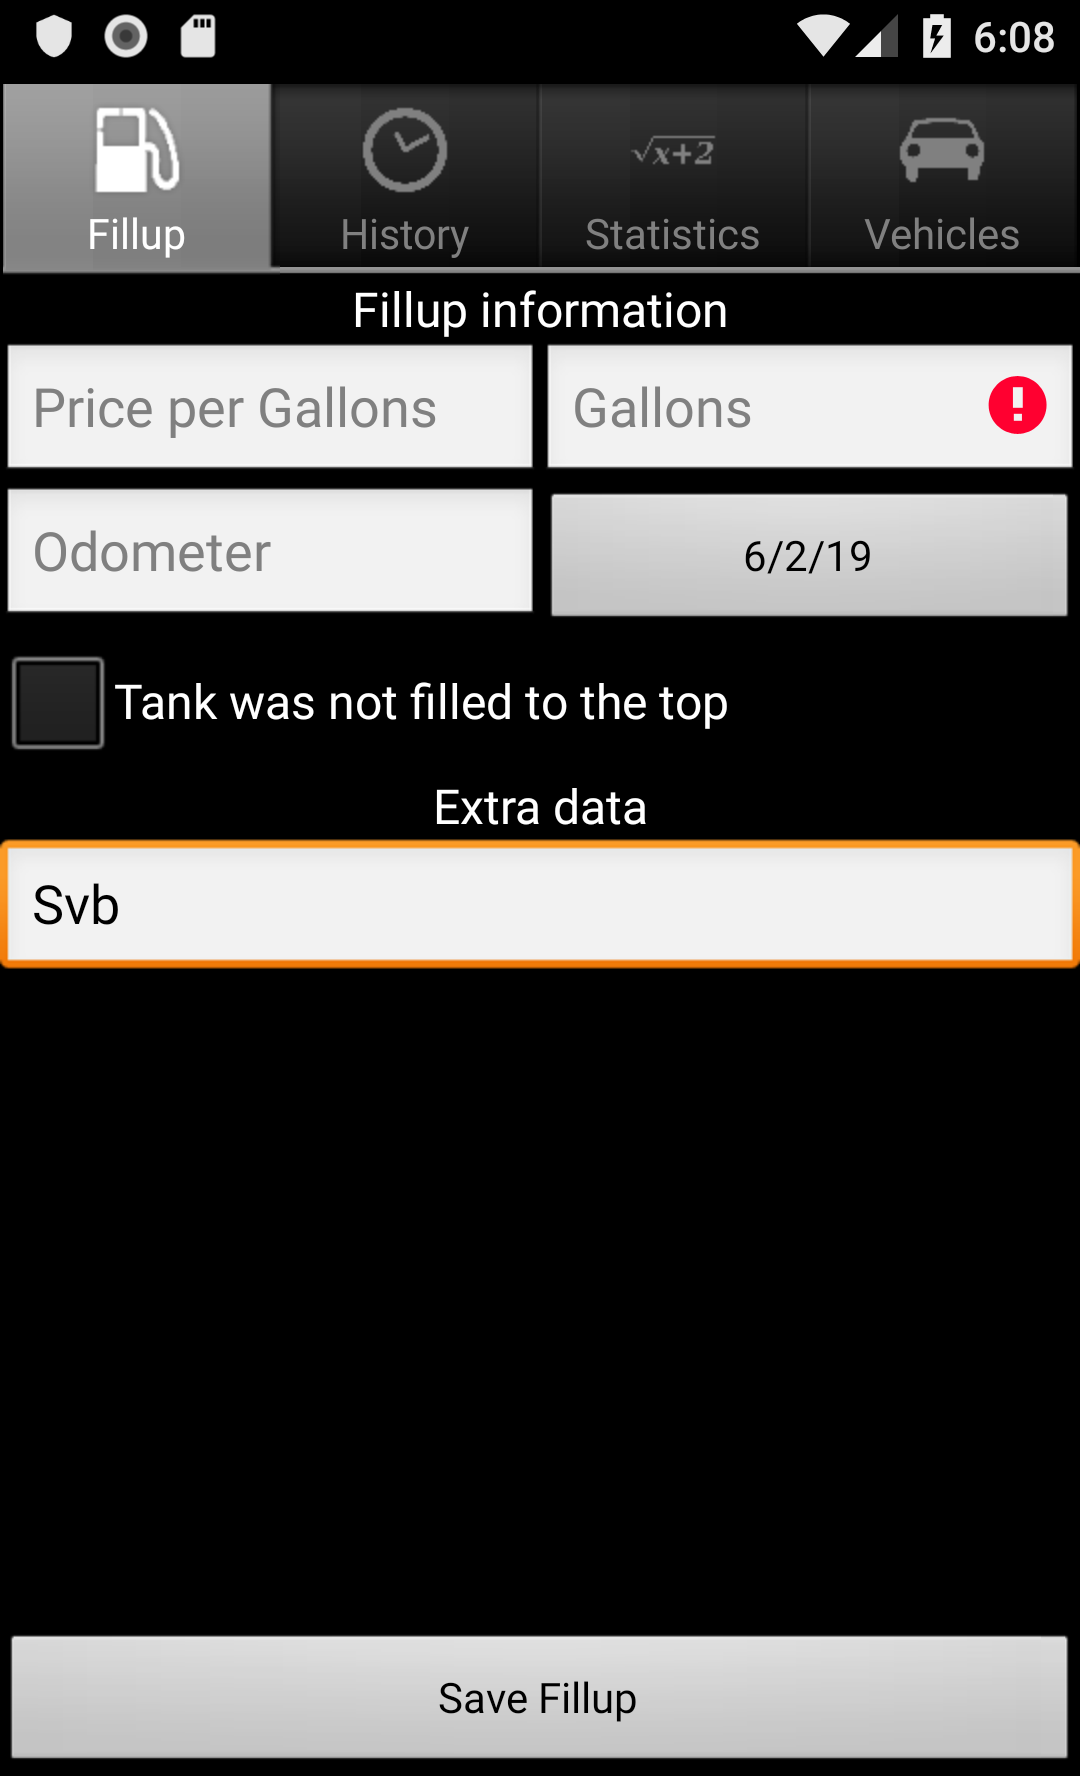 6:08
Fillup
History
√x+2
Statistics
Vehicles
Fillup information
Price per Gallons
Gallons
Odometer
6/2/19
Tank was not filled to the top
Extra data
Svb
Save Fillup